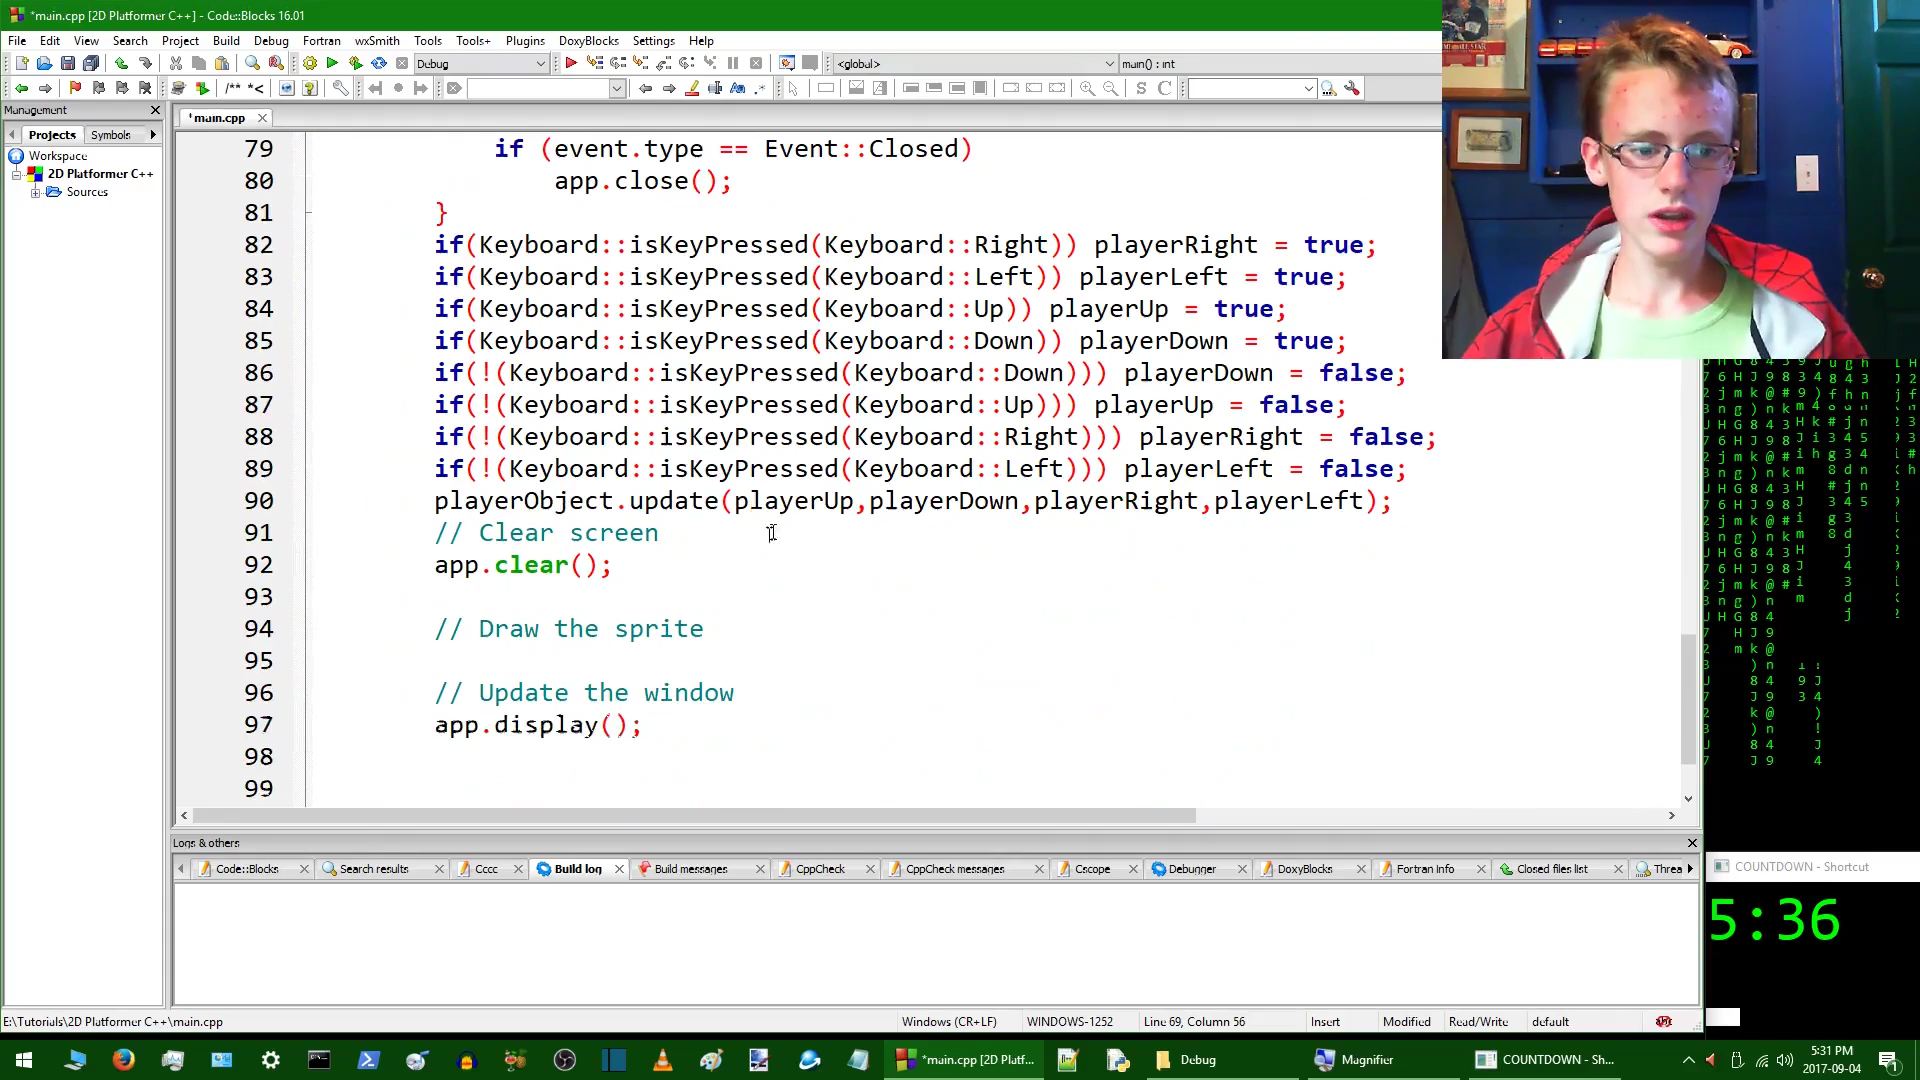 *main.cpp [2D Platformer C++] - Code::Blocks 16.01
File Edit View Search Project Build Debug Fortran wxSmith Tools Tools+ Plugins DoxyBlocks Settings Help
Debug
<global>
main() : int
/** *<
S C
Management
Projects Symbols
Workspace
2D Platformer C++
Sources
*main.cpp
79 if (event.type == Event::Closed)
80 app.close();
81 }
82 if(Keyboard::isKeyPressed(Keyboard::Right)) playerRight = true;
83 if(Keyboard::isKeyPressed(Keyboard::Left)) playerLeft = true;
84 if(Keyboard::isKeyPressed(Keyboard::Up)) playerUp = true;
85 if(Keyboard::isKeyPressed(Keyboard::Down)) playerDown = true;
86 if(!(Keyboard::isKeyPressed(Keyboard::Down))) playerDown = false;
87 if(!(Keyboard::isKeyPressed(Keyboard::Up))) playerUp = false;
88 if(!(Keyboard::isKeyPressed(Keyboard::Right))) playerRight = false;
89 if(!(Keyboard::isKeyPressed(Keyboard::Left))) playerLeft = false;
90 playerObject.update(playerUp,playerDown,playerRight,playerLeft);
91 // Clear screen
92 app.clear();
93
94 // Draw the sprite
95
96 // Update the window
97 app.display();
98
99
Logs & others
Code::Blocks Search results Cccc Build log Build messages CppCheck CppCheck messages Cscope Debugger DoxyBlocks Fortran info Closed files list Threa
COUNTDOWN - Shortcut
5:36
E:\Tutorials\2D Platformer C++\main.cpp
Windows (CR+LF) WINDOWS-1252 Line 69, Column 56 Insert Modified Read/Write default
*main.cpp [2D Platf... Debug Magnifier COUNTDOWN - Sh...
5:31 PM
2017-09-04